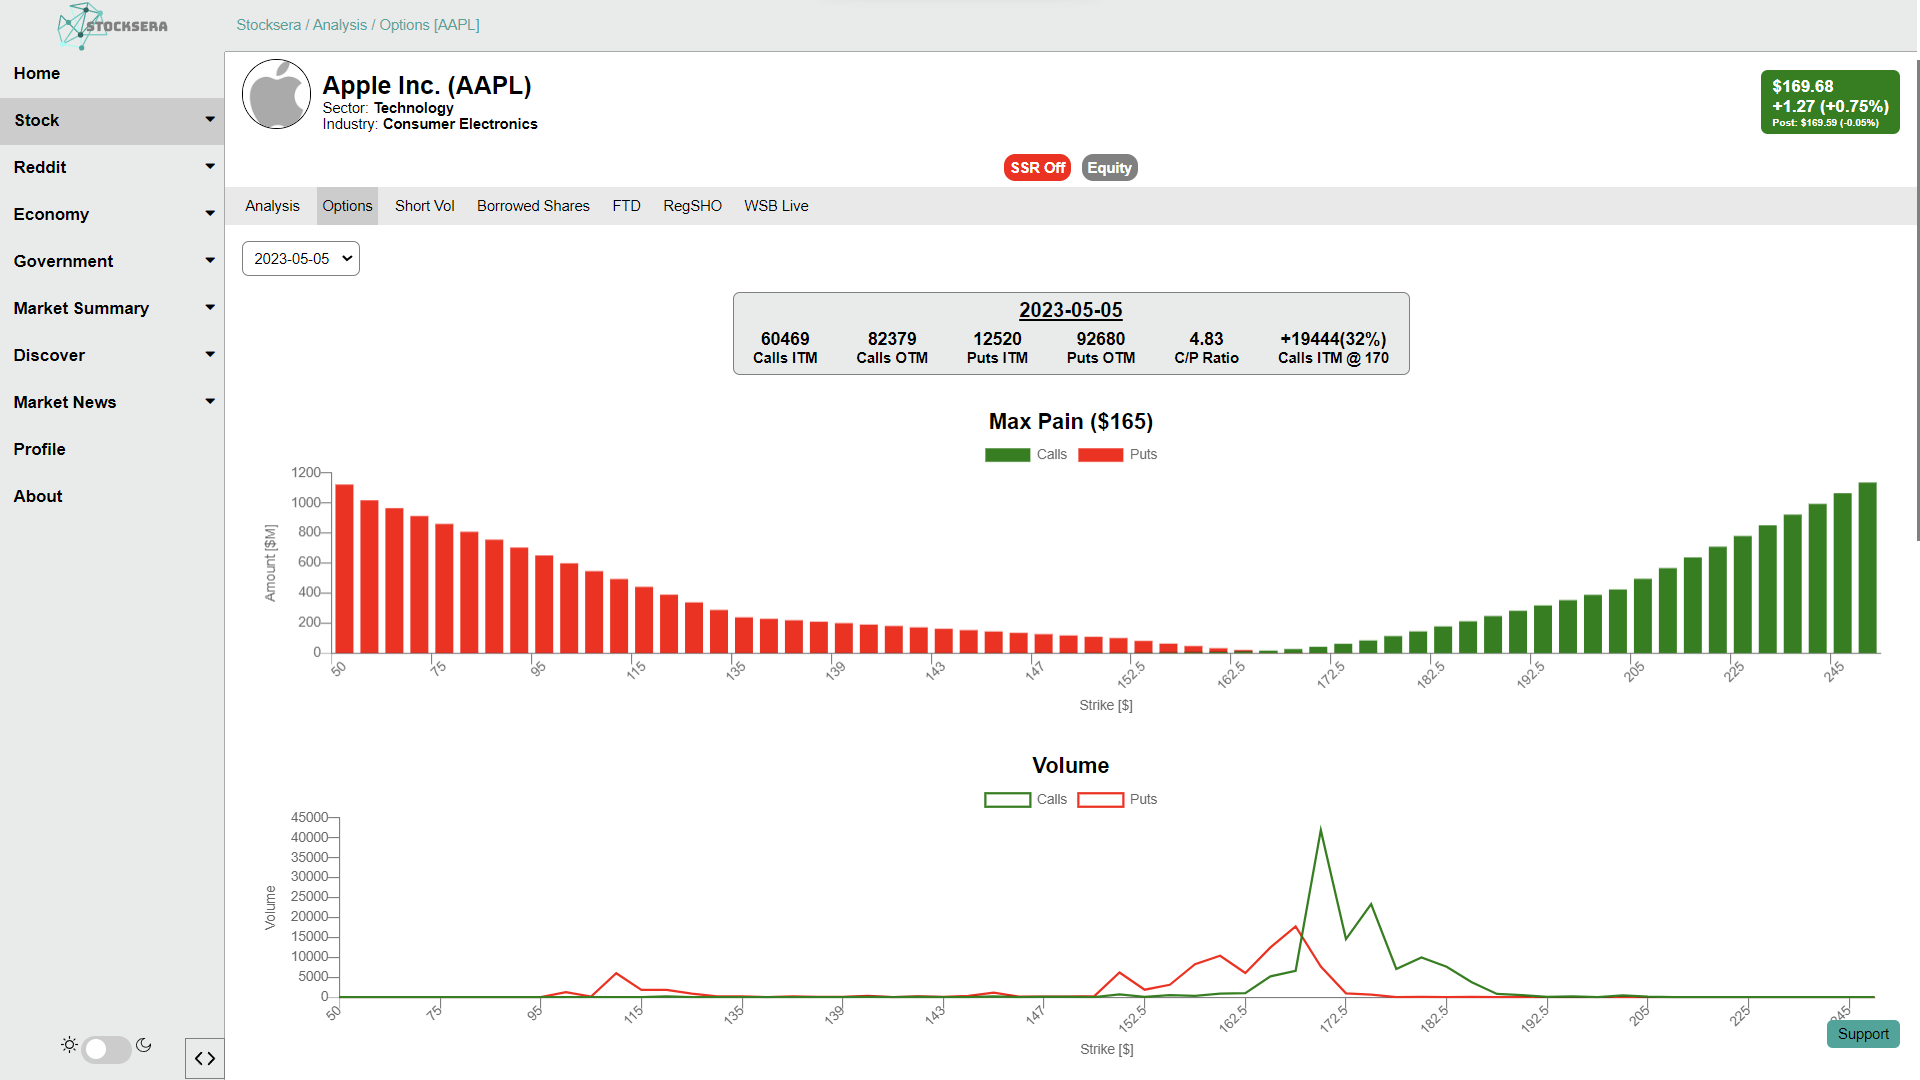 STOCKSERA
Stocksera / Analysis / Options [AAPL]
Home
Stock
Reddit
Economy
Government
Market Summary
Discover
Market News
Profile
About
Apple Inc. (AAPL)
Sector: Technology
Industry: Consumer Electronics
$169.68
+1.27 (+0.75%)
Post: $169.59 (-0.05%)
SSR Off Equity
Analysis Options Short Vol Borrowed Shares FTD RegSHO WSB Live
2023-05-05
2023-05-05
60469 82379 12520 92680 4.83 +19444(32%)
Calls ITM Calls OTM Puts ITM Puts OTM C/P Ratio Calls ITM @ 170
Max Pain ($165)
Calls Puts
1200
1000
800
600
400
200
0
Amount [$M]
50 75 95 115 135 139 143 147 152.5 162.5 172.5 182.5 192.5 205 225 245
Strike [$]
Volume
Calls Puts
45000
40000
35000
30000
25000
20000
15000
10000
5000
0
Volume
50 75 95 115 135 139 143 147 152.5 162.5 172.5 182.5 192.5 205 225 245
Strike [$]
Support